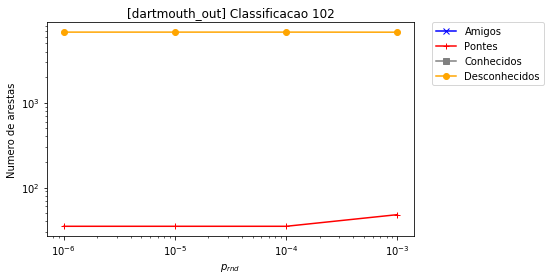 [dartmouth_out] Classificacao 102
Numero de arestas
10³
10²
10⁻⁶ 10⁻⁵ 10⁻⁴ 10⁻³
p_rnd
Amigos
Pontes
Conhecidos
Desconhecidos